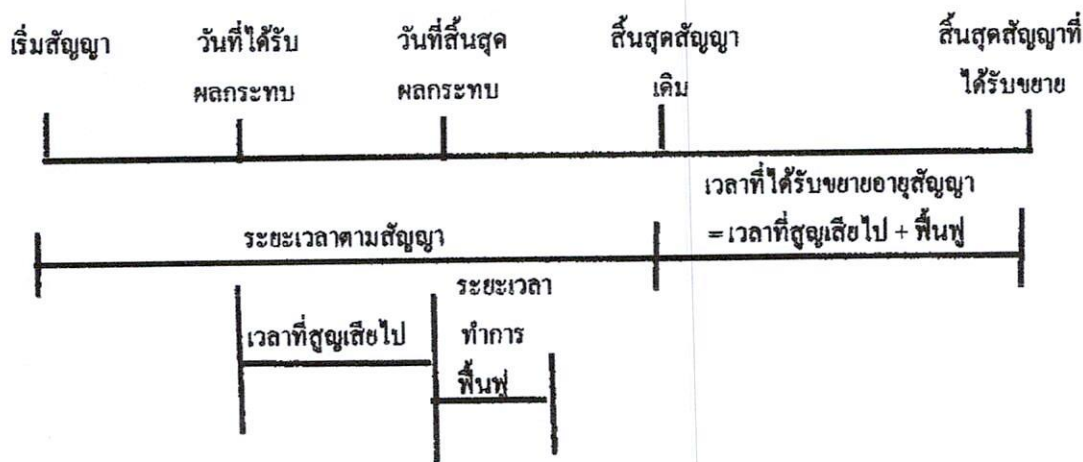 เริ่มสัญญา
วันที่ได้รับ
ผลกระทบ
วันที่สิ้นสุด
ผลกระทบ
สิ้นสุดสัญญา
เดิม
สิ้นสุดสัญญาที่
ได้รับขยาย
เวลาที่ได้รับขยายอายุสัญญา
= เวลาที่สูญเสียไป + ฟื้นฟู
ระยะเวลาตามสัญญา
เวลาที่สูญเสียไป
ระยะเวลา
ทำการ
ฟื้นฟู